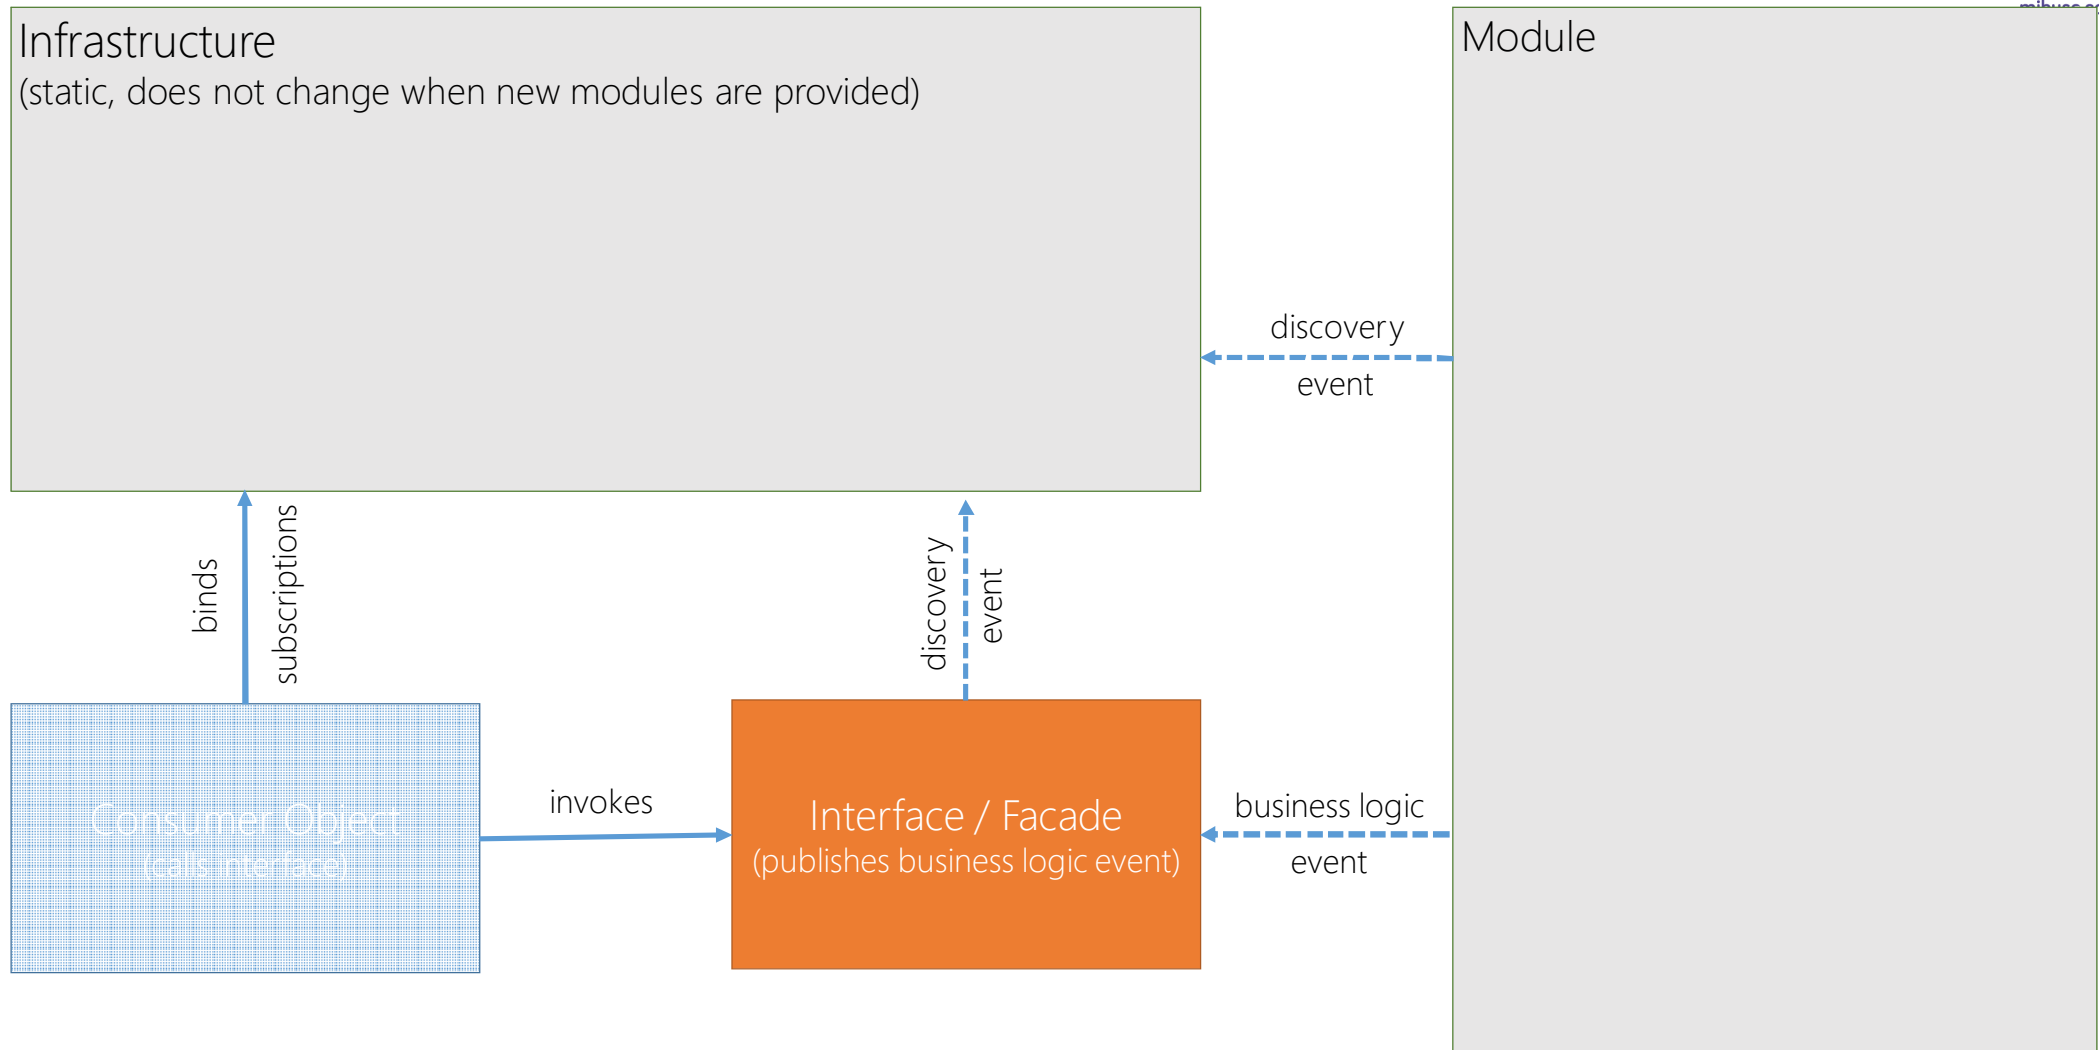 Infrastructure
(static, does not change when new modules are provided)
Module
discovery
event
binds
subscriptions
discovery
event
Consumer Object
(calls interface)
invokes
Interface / Facade
(publishes business logic event)
business logic
event